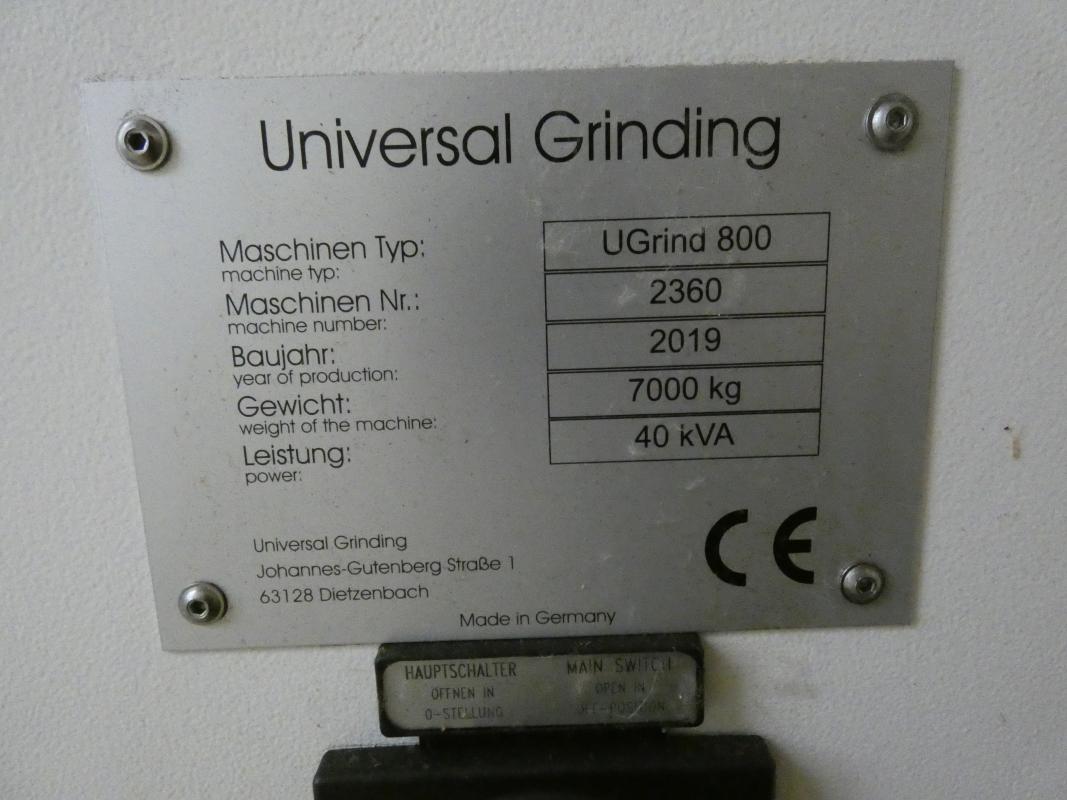 Universal Grinding
Maschinen Typ: UGrind 800
machine typ:
Maschinen Nr.: 2360
machine number:
Baujahr: 2019
year of production:
Gewicht: 7000 kg
weight of the machine:
Leistung: 40 kVA
power:
Universal Grinding
Johannes-Gutenberg-Straße 1
63128 Dietzenbach
CE
Made in Germany
HAUPTSCHALTER MAIN SWITCH
ÖFFNEN IN OPEN IN
0-STELLUNG OFF-POSITION